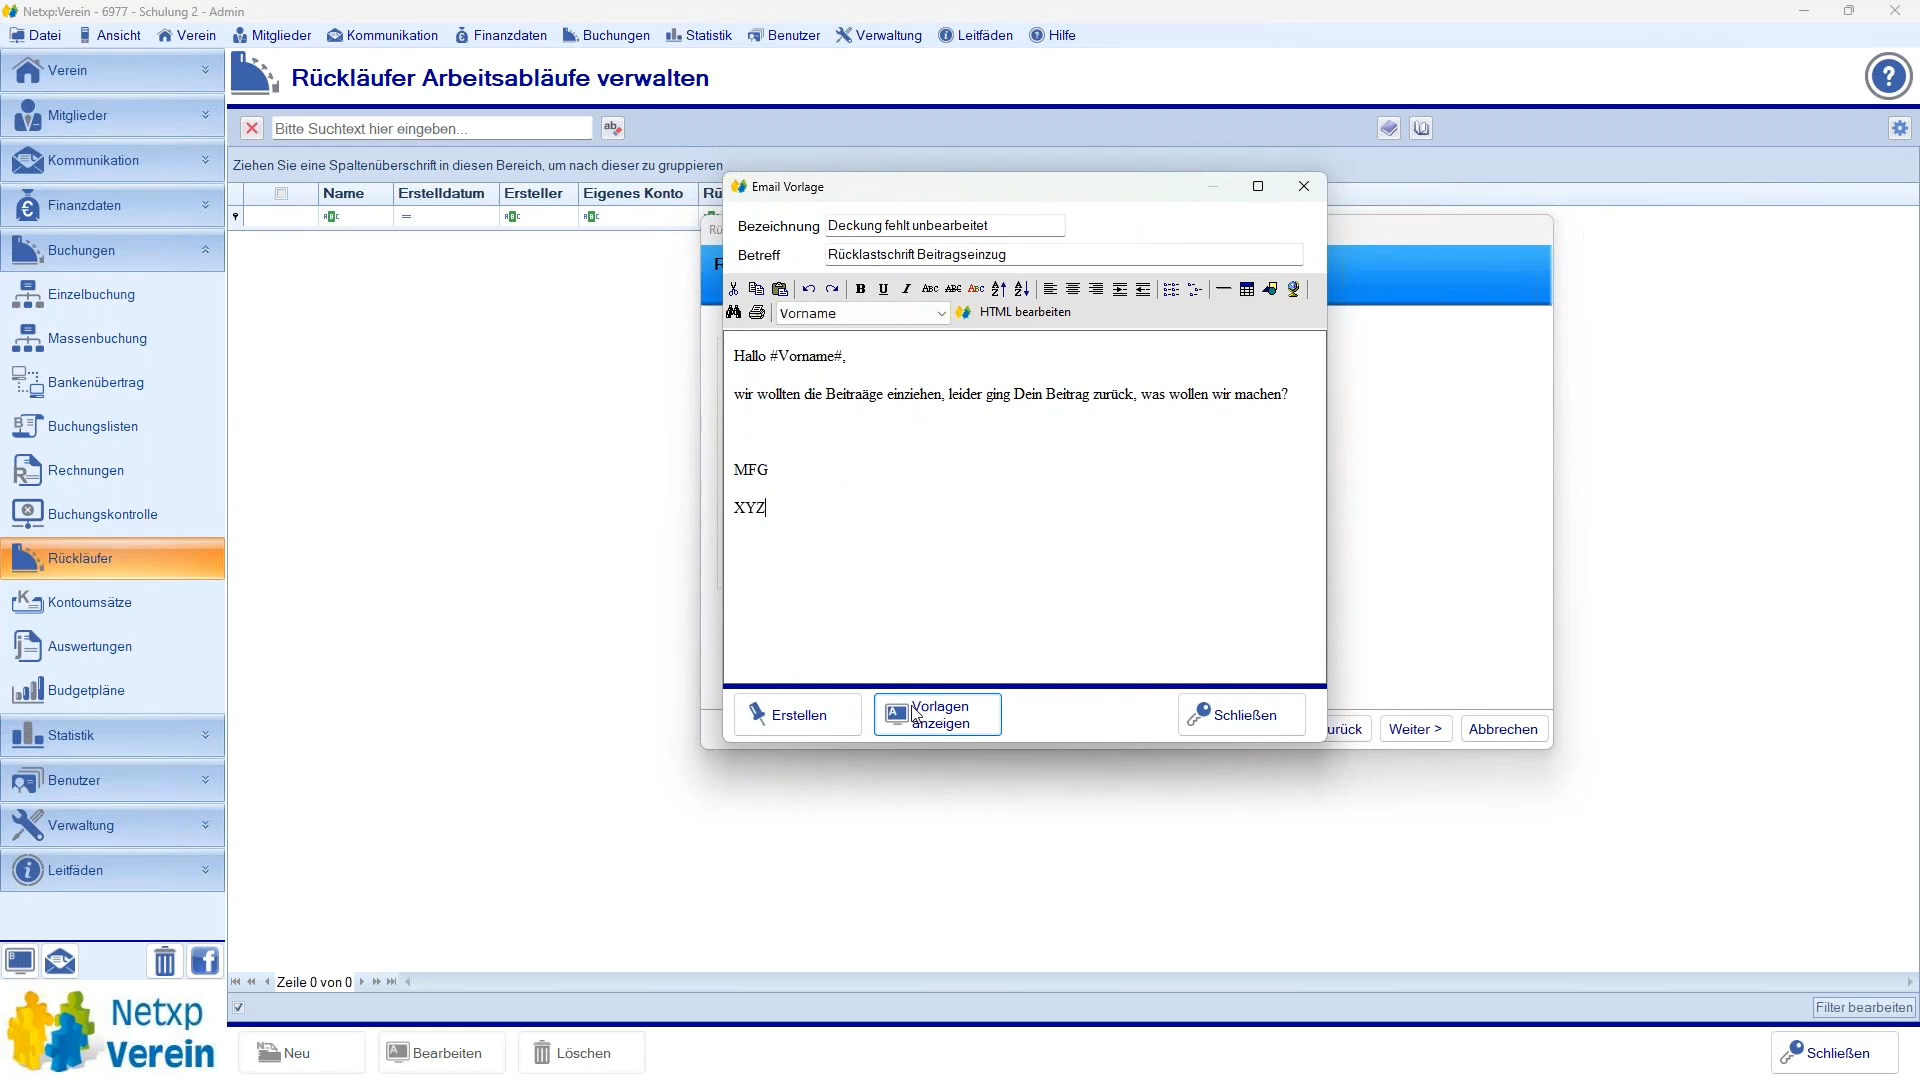 Netxp:Verein - 6977 - Schulung 2 - Admin
Datei Ansicht Verein Mitglieder Kommunikation Finanzdaten Buchungen Statistik Benutzer Verwaltung Leitfäden Hilfe
Verein
Rückläufer Arbeitsabläufe verwalten
Mitglieder
Bitte Suchtext hier eingeben...
Kommunikation
Ziehen Sie eine Spaltenüberschrift in diesen Bereich, um nach dieser zu gruppieren
Name Erstelldatum Ersteller Eigenes Konto
Finanzdaten
Buchungen
Einzelbuchung
Massenbuchung
Bankenübertrag
Buchungslisten
Rechnungen
Buchungskontrolle
Rückläufer
Kontoumsätze
Auswertungen
Budgetpläne
Statistik
Benutzer
Verwaltung
Leitfäden
Email Vorlage
Bezeichnung Deckung fehlt unbearbeitet
Betreff Rücklastschrift Beitragseinzug
Vorname HTML bearbeiten
Hallo #Vorname#,
wir wollten die Beiträäge einziehen, leider ging Dein Beitrag zurück, was wollen wir machen?
MFG
XYZ
Erstellen
Vorlagen
anzeigen
Schließen
urück Weiter > Abbrechen
Zeile 0 von 0
Filter bearbeiten
Netxp
Verein
Neu Bearbeiten Löschen Schließen